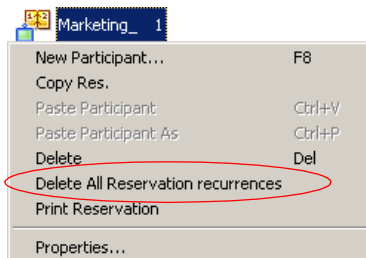 Marketing_ 1
New Participant... F8
Copy Res.
Paste Participant Ctrl+V
Paste Participant As Ctrl+P
Delete Del
Delete All Reservation recurrences
Print Reservation
Properties...